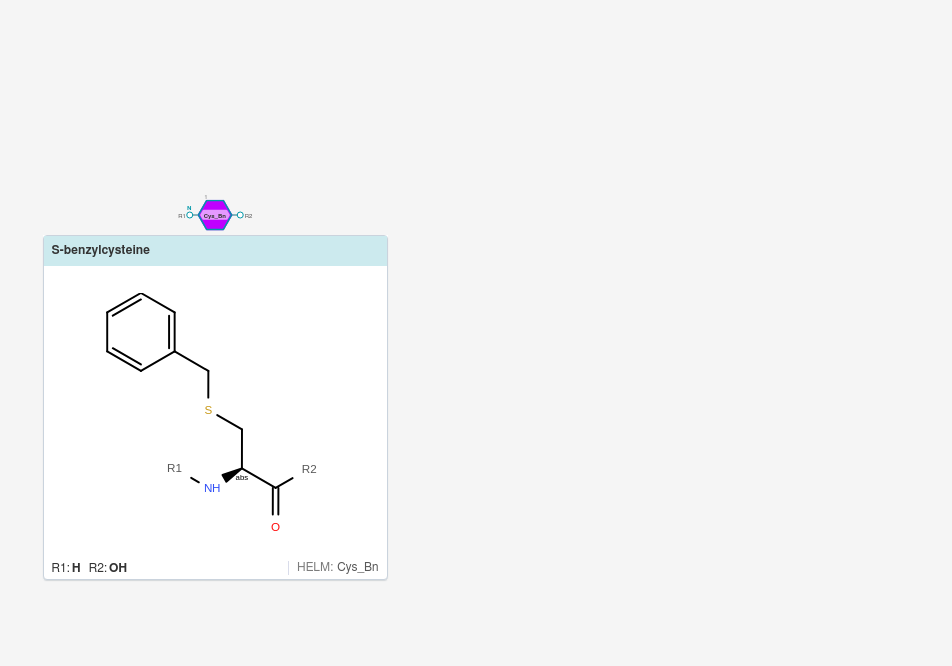 N
R1 Cys_Bn R2
S-benzylcysteine
S
R1 R2
abs
NH
O
R1: H R2: OH HELM: Cys_Bn